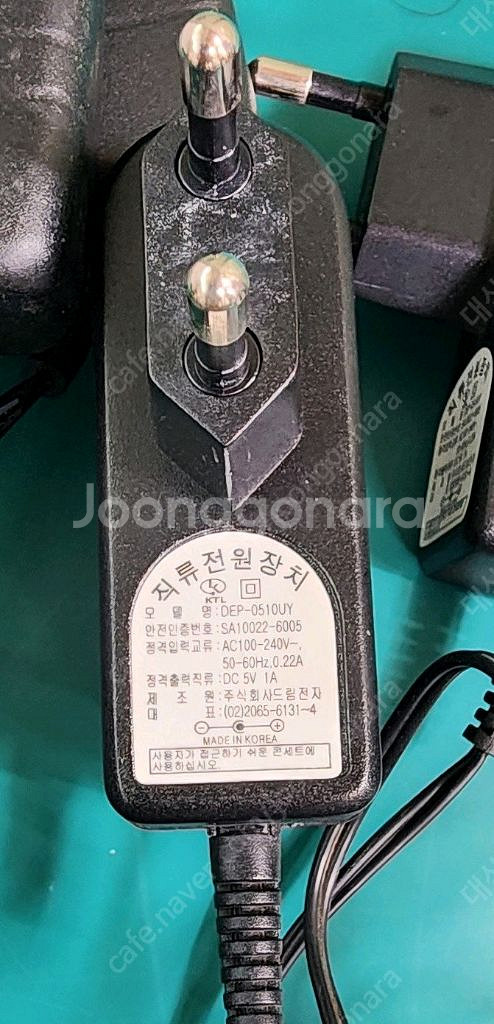 Joonggonara
직류전원장치
KTL
모 델 명:DEP-0510UY
안전인증번호:SA10022-6005
정격입력교류:AC100-240V~,
50-60Hz,0.22A
정격출력직류:DC 5V 1A
제 조 원:주식회사드림전자
대 표:(02)2065-6131~4
MADE IN KOREA
사용자가 접근하기 쉬운 콘센트에
사용하십시오.